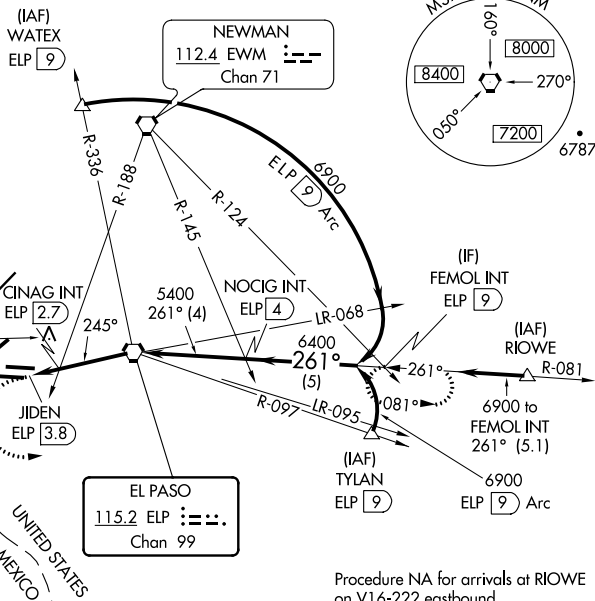 (IAF)
WATEX
ELP 9
NEWMAN
112.4 EWM
Chan 71
160°
8000
8400
270°
050°
7200
6787
R-336
R-188
R-145
R-124
6900
ELP 9 Arc
(IF)
FEMOL INT
ELP 9
CINAG INT
ELP 2.7
245°
5400
261° (4)
NOCIG INT
ELP 4
LR-068
6400
261°
(5)
261°
081°
(IAF)
RIOWE
R-081
6900 to
FEMOL INT
261° (5.1)
JIDEN
ELP 3.8
R-097
LR-095
(IAF)
TYLAN
ELP 9
6900
ELP 9 Arc
EL PASO
115.2 ELP
Chan 99
UNITED STATES
MEXICO
Procedure NA for arrivals at RIOWE
on V16-222 eastbound